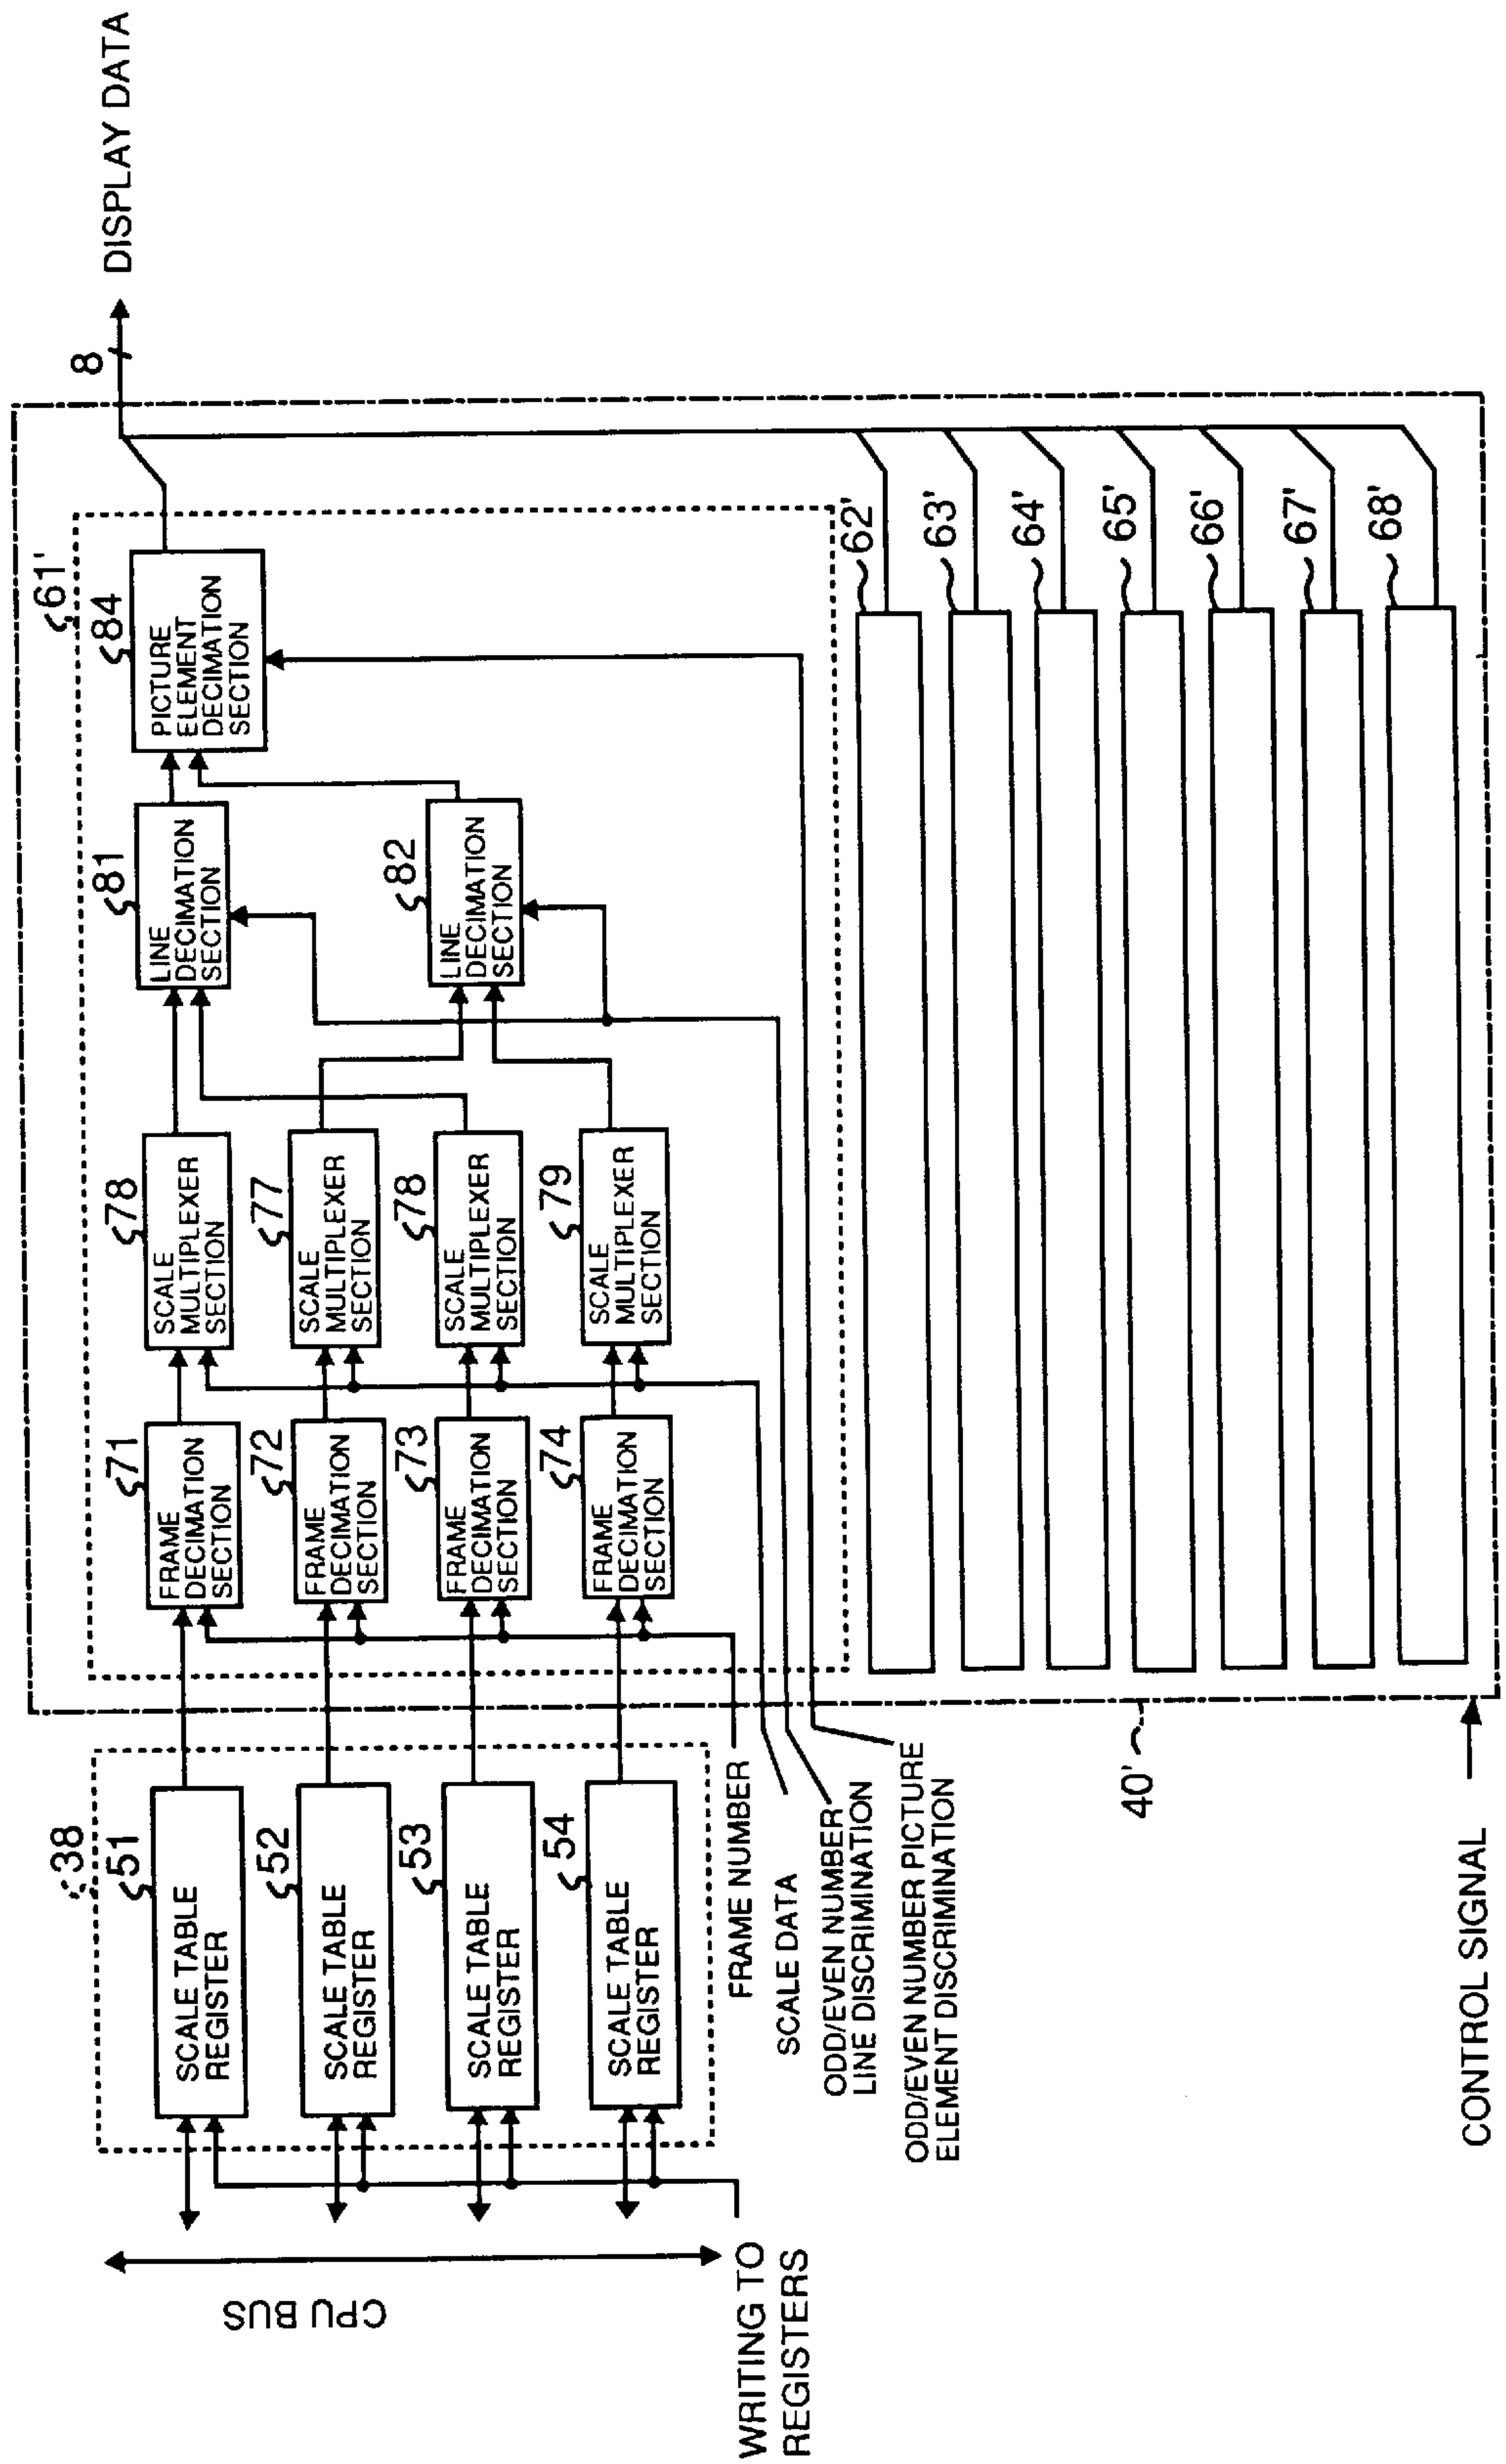 CPU BUS
WRITING TO
REGISTERS
38
51
SCALE TABLE
REGISTER
52
SCALE TABLE
REGISTER
53
SCALE TABLE
REGISTER
54
SCALE TABLE
REGISTER
FRAME NUMBER
SCALE DATA
ODD/EVEN NUMBER
LINE DISCRIMINATION
ODD/EVEN NUMBER PICTURE
ELEMENT DISCRIMINATION
40'
CONTROL SIGNAL
71
FRAME
DECIMATION
SECTION
72
FRAME
DECIMATION
SECTION
73
FRAME
DECIMATION
SECTION
74
FRAME
DECIMATION
SECTION
78
SCALE
MULTIPLEXER
SECTION
77
SCALE
MULTIPLEXER
SECTION
78
SCALE
MULTIPLEXER
SECTION
79
SCALE
MULTIPLEXER
SECTION
81
LINE
DECIMATION
SECTION
82
LINE
DECIMATION
SECTION
61'
84
PICTURE
ELEMENT
DECIMATION
SECTION
62'
63'
64'
65'
66'
67'
68'
8
DISPLAY DATA